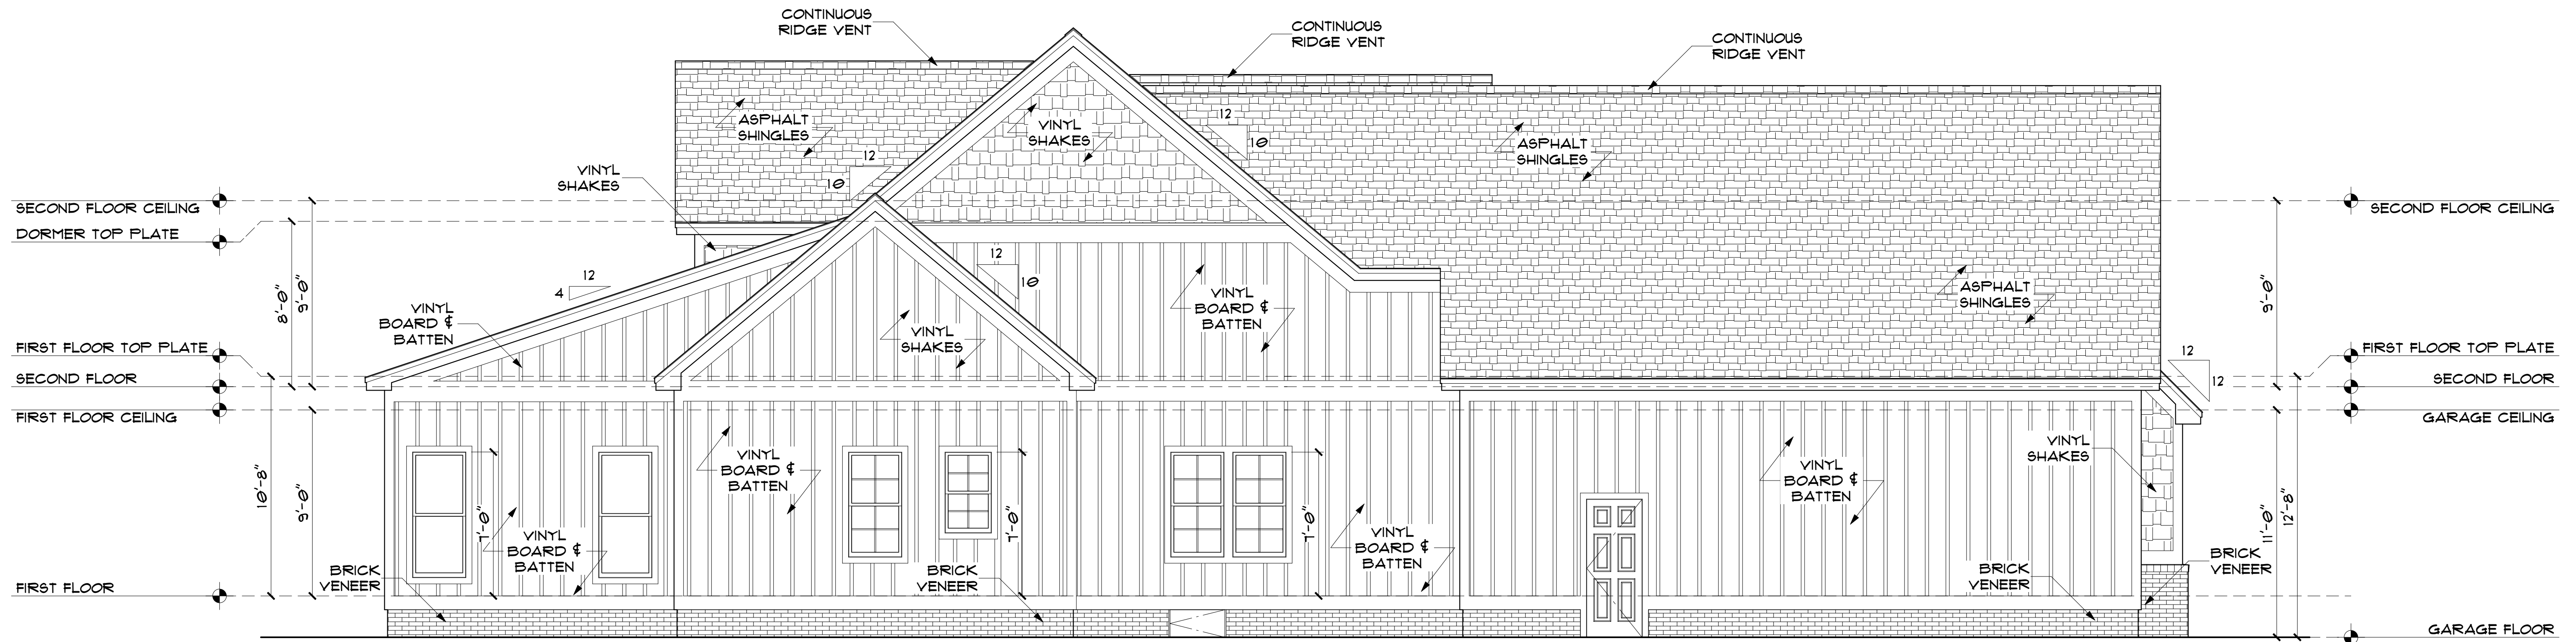 CONTINUOUS
RIDGE VENT
CONTINUOUS
RIDGE VENT
CONTINUOUS
RIDGE VENT
ASPHALT
SHINGLES
VINYL
SHAKES
12
10
ASPHALT
SHINGLES
12
10
VINYL
SHAKES
SECOND FLOOR CEILING
SECOND FLOOR CEILING
DORMER TOP PLATE
12
4
12
10
8'-0"
9'-0"
VINYL
BOARD &
BATTEN
VINYL
SHAKES
VINYL
BOARD &
BATTEN
ASPHALT
SHINGLES
9'-0"
FIRST FLOOR TOP PLATE
SECOND FLOOR
FIRST FLOOR CEILING
12
12
FIRST FLOOR TOP PLATE
SECOND FLOOR
GARAGE CEILING
10'-8"
9'-0"
7'-0"
VINYL
BOARD &
BATTEN
VINYL
BOARD &
BATTEN
7'-0"
7'-0"
VINYL
BOARD &
BATTEN
VINYL
BOARD &
BATTEN
VINYL
SHAKES
11'-0"
12'-8"
FIRST FLOOR
BRICK
VENEER
BRICK
VENEER
BRICK
VENEER
BRICK
VENEER
GARAGE FLOOR